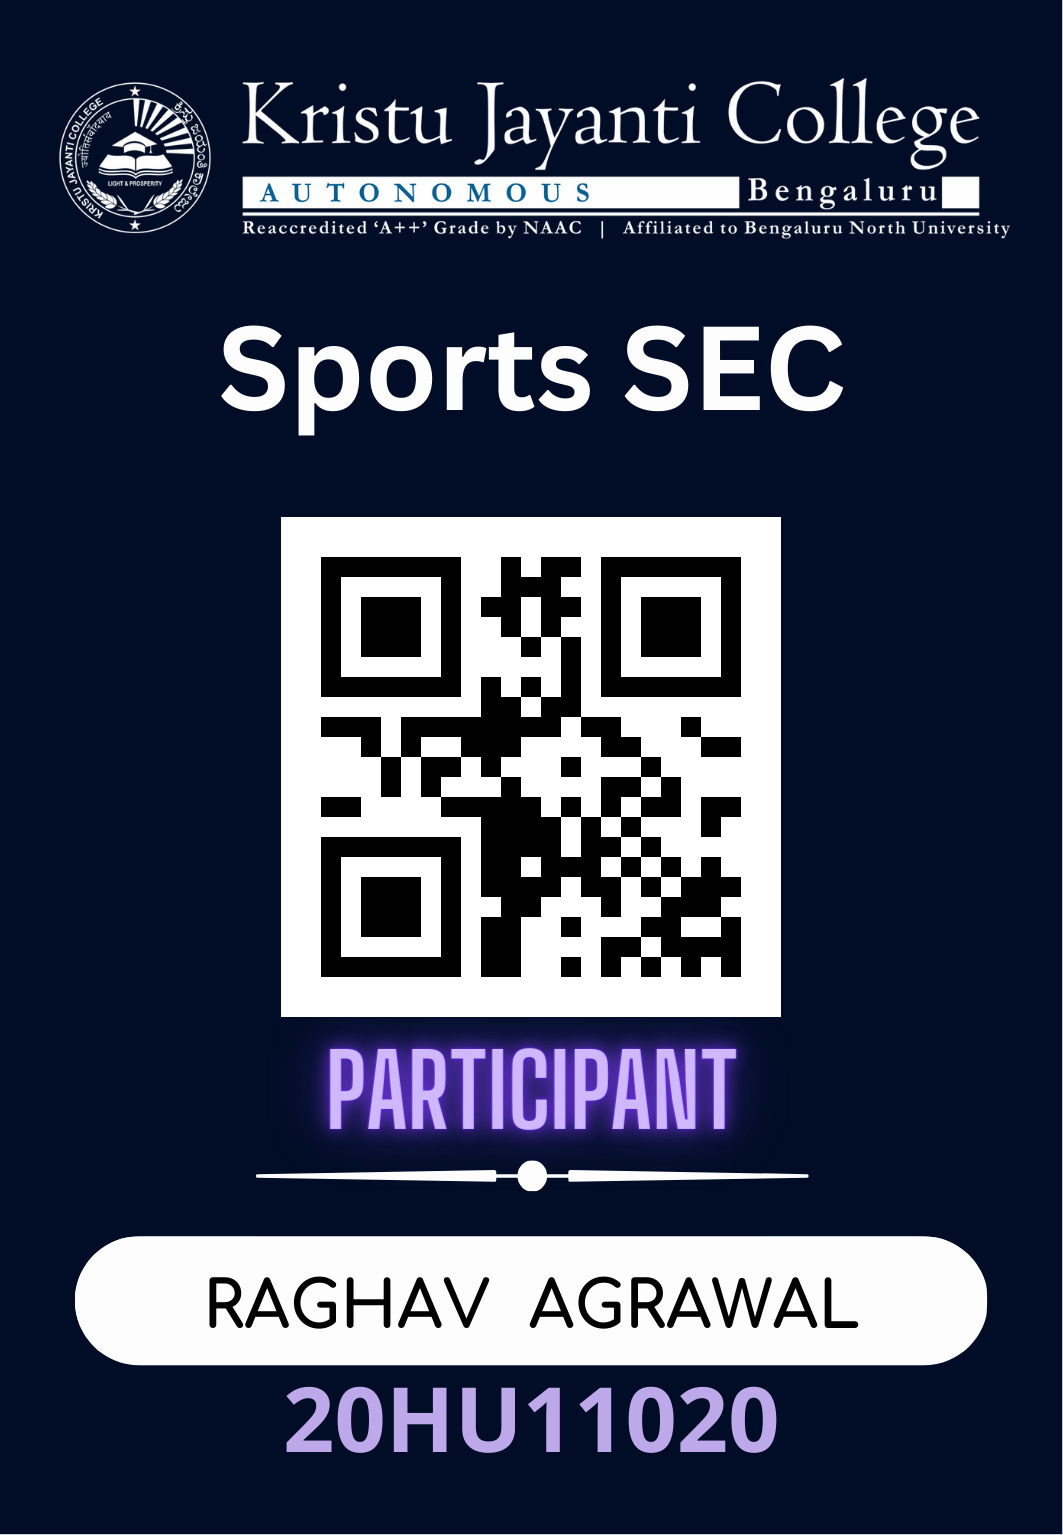 KRISTU JAYANTI COLLEGE
ज्योतिर्संवाद्याय
ಕ್ರಿಸ್ತು ಜಯಂತಿ ಕಾಲೇಜು
LIGHT & PROSPERITY
Kristu Jayanti College
AUTONOMOUS Bengaluru
Reaccredited ‘A++’ Grade by NAAC | Affiliated to Bengaluru North University
Sports SEC
PARTICIPANT
RAGHAV AGRAWAL
20HU11020